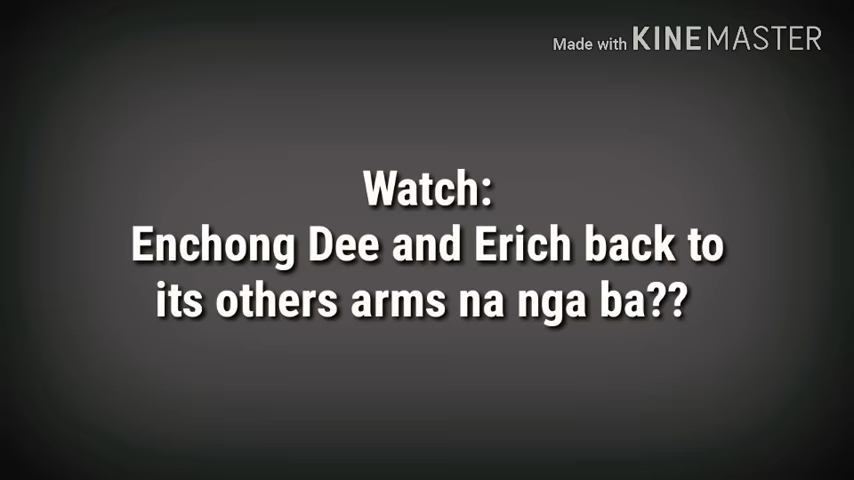 Made with KINEMASTER
Watch:
Enchong Dee and Erich back to
its others arms na nga ba??